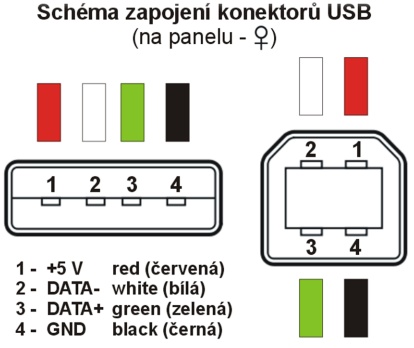 Schéma zapojení konektorů USB
(na panelu - ♀)
1 2 3 4
2 1
3 4
1 - +5 V red (červená)
2 - DATA- white (bílá)
3 - DATA+ green (zelená)
4 - GND black (černá)